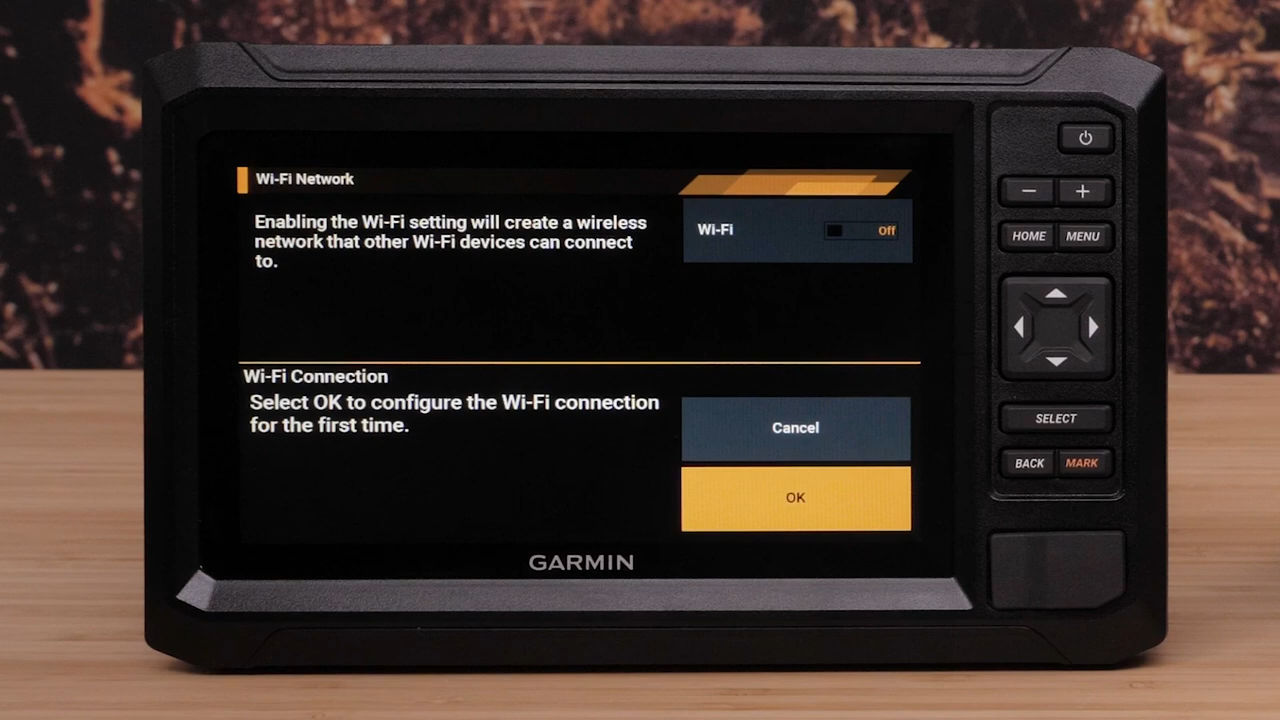 Wi-Fi Network
Enabling the Wi-Fi setting will create a wireless
network that other Wi-Fi devices can connect
to.
Wi-Fi
Off
Wi-Fi Connection
Select OK to configure the Wi-Fi connection
for the first time.
Cancel
OK
GARMIN
HOME
MENU
SELECT
BACK
MARK